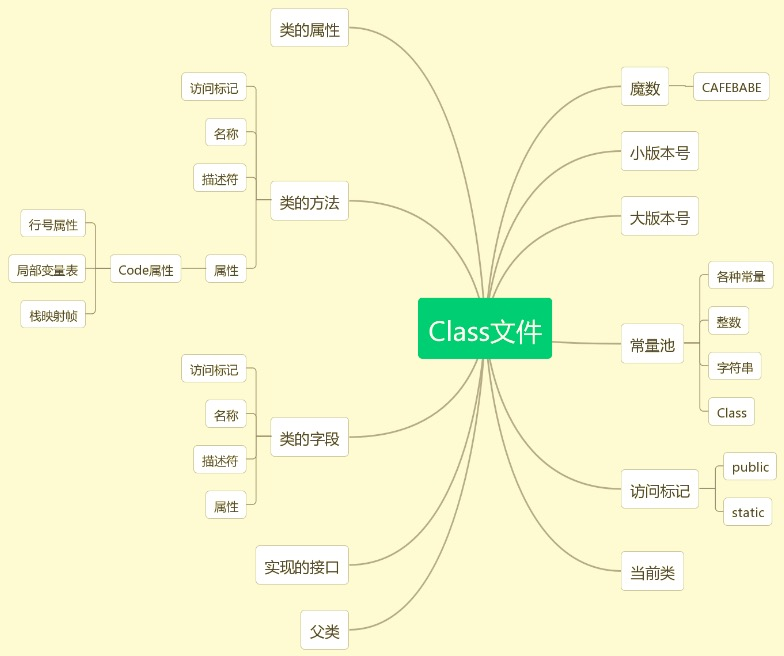 Class文件
魔数
CAFEBABE
小版本号
大版本号
常量池
各种常量
整数
字符串
Class
访问标记
public
static
当前类
父类
实现的接口
类的字段
访问标记
名称
描述符
属性
类的方法
访问标记
名称
描述符
属性
Code属性
行号属性
局部变量表
栈映射帧
类的属性